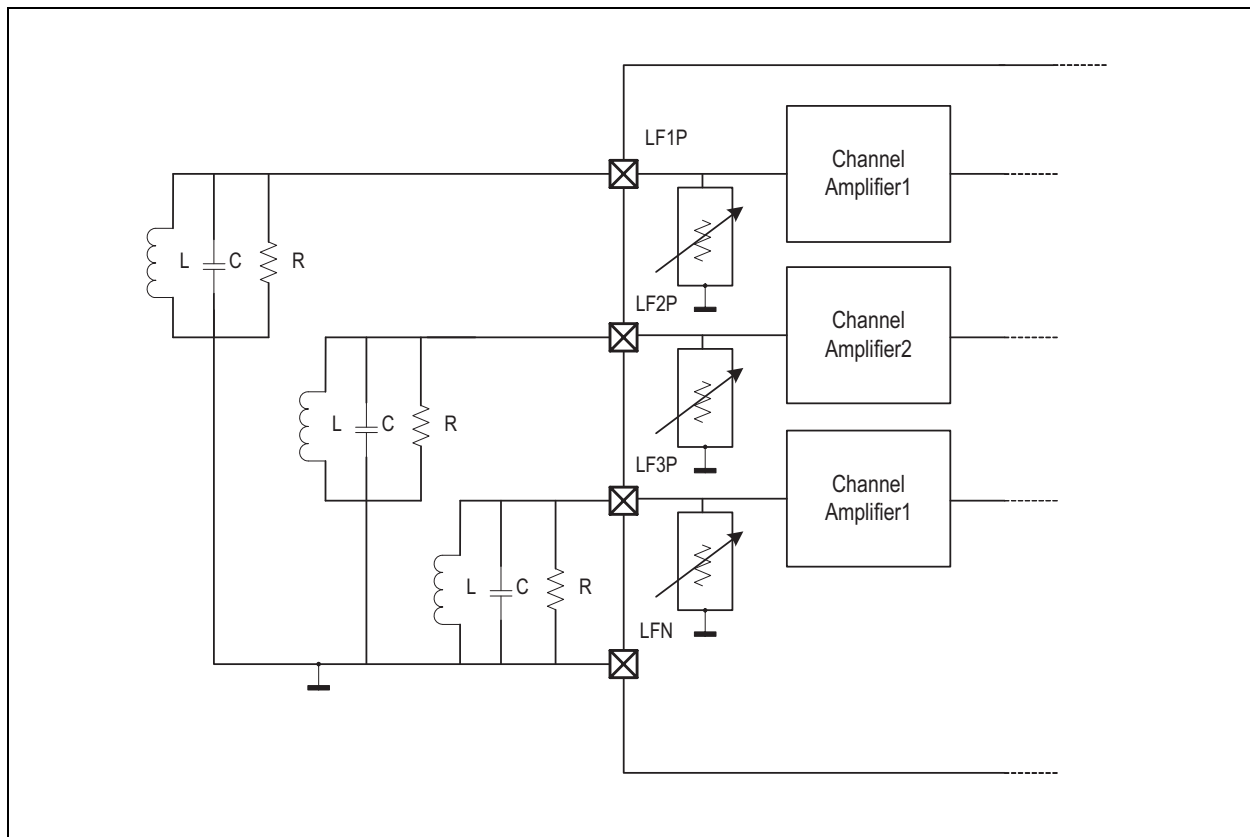 LF1P
Channel
Amplifier1
L
C
R
LF2P
Channel
Amplifier2
L
C
R
LF3P
Channel
Amplifier1
L
C
R
LFN